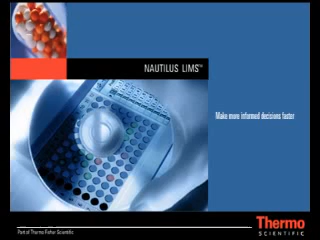 NAUTILUS LIMS™
Make more informed decisions faster
Part of Thermo Fisher Scientific
Thermo
SCIENTIFIC